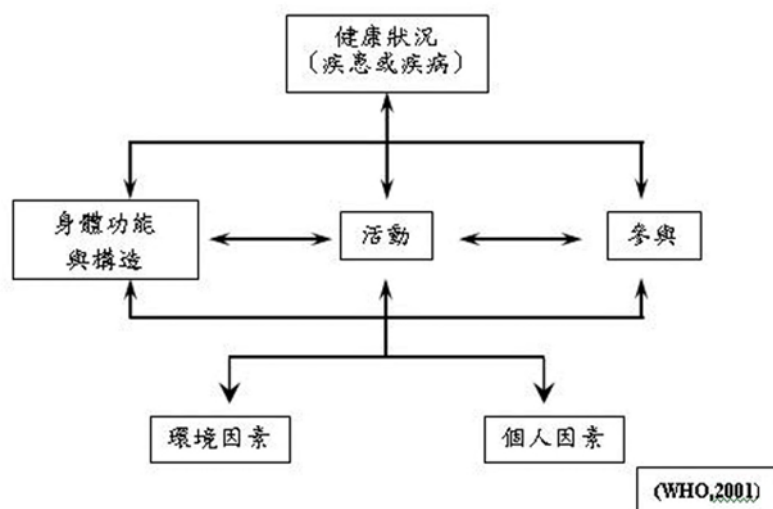 健康狀況
(疾患或疾病)
身體功能
與構造
活動
參與
環境因素
個人因素
(WHO,2001)